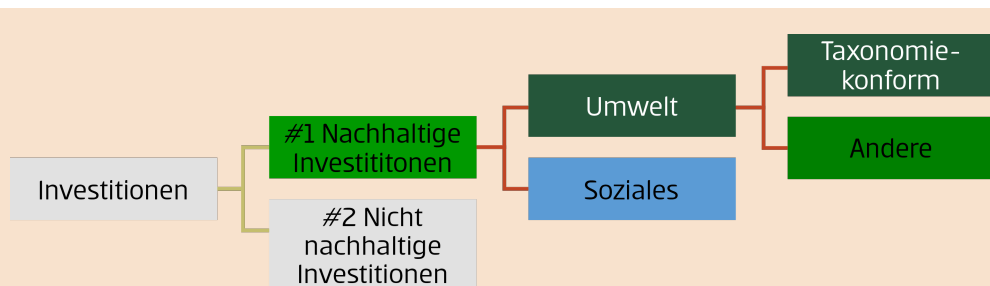 Taxonomie-
konform
Umwelt
#1 Nachhaltige
Investititonen
Andere
Investitionen
Soziales
#2 Nicht
nachhaltige
Investitionen